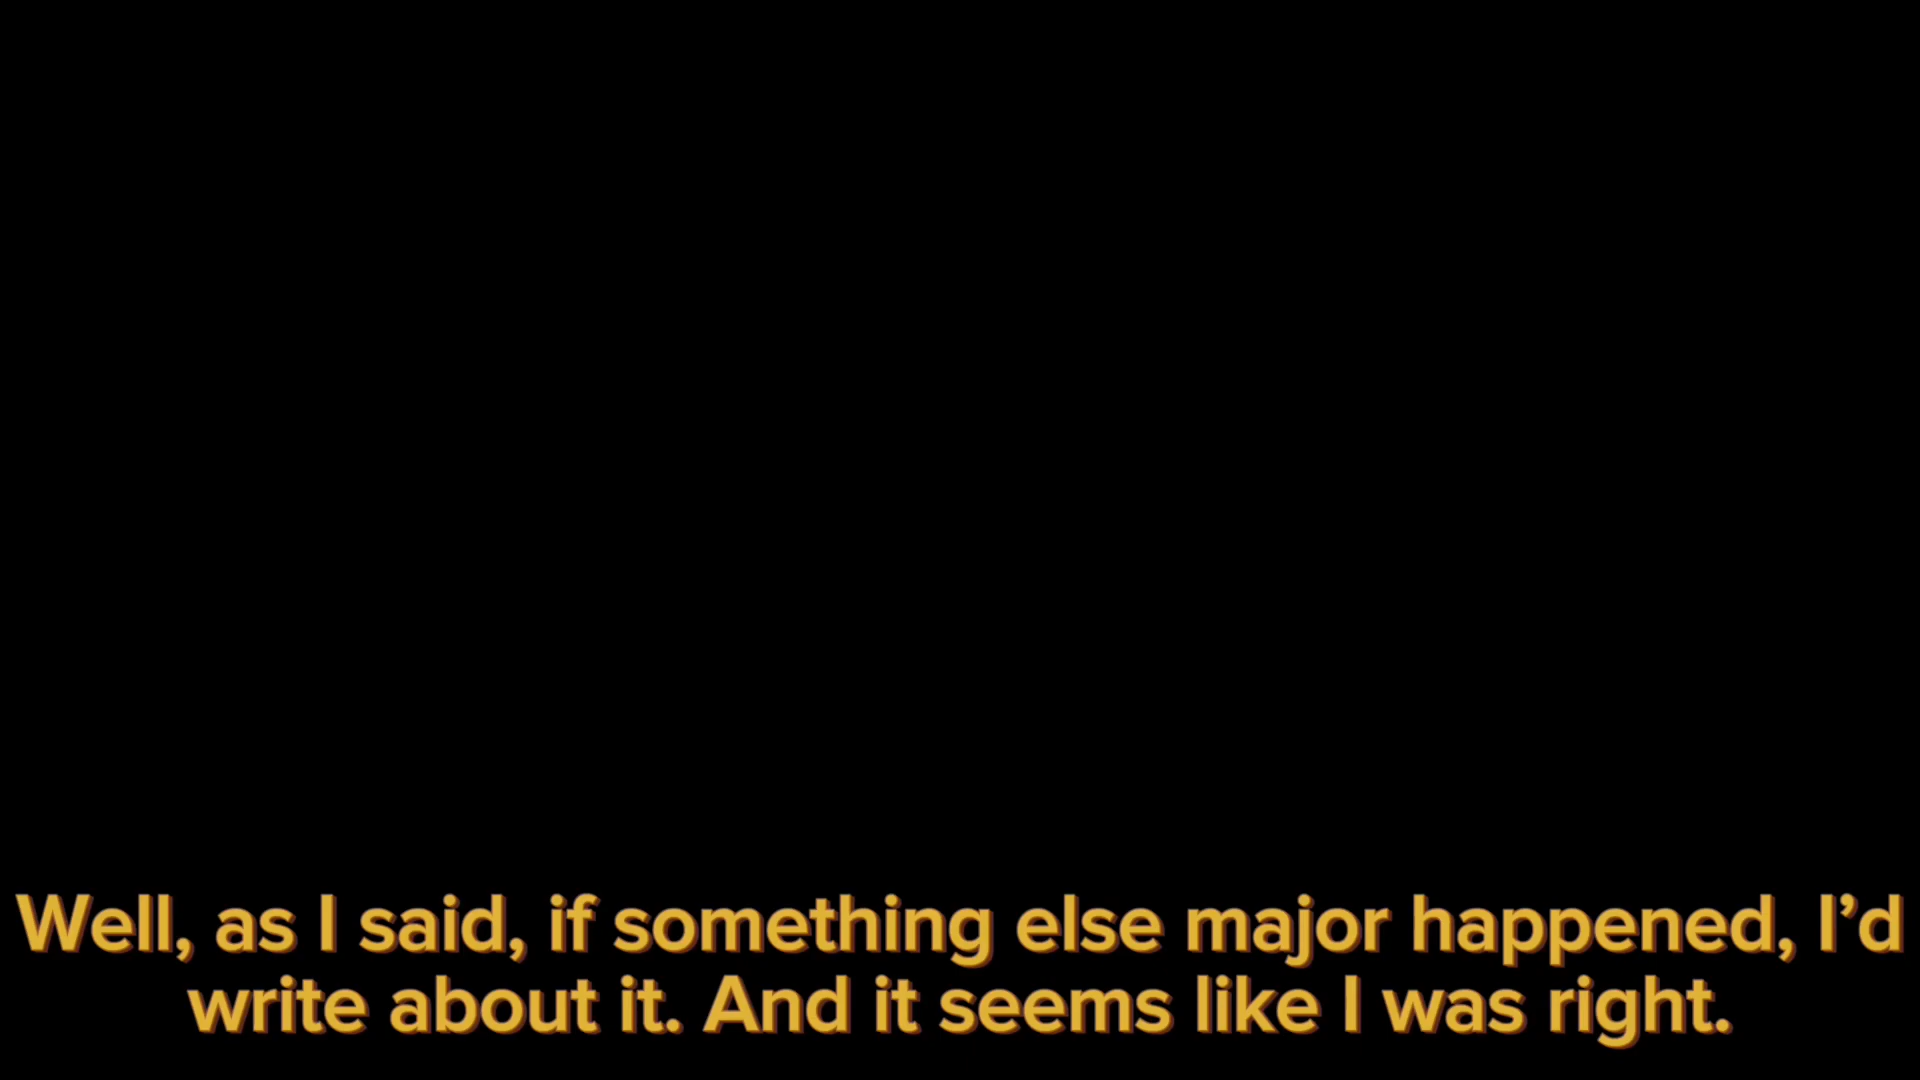 Well, as I said, if something else major happened, I’d
write about it. And it seems like I was right.